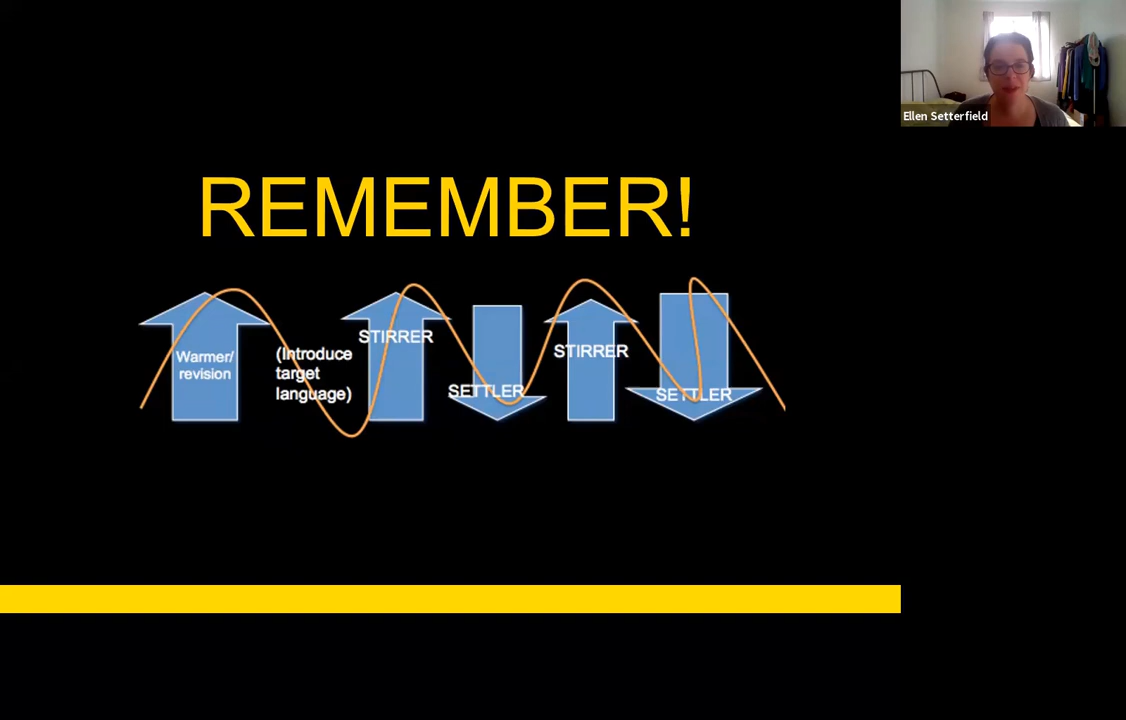 Ellen Setterfield
REMEMBER!
Warmer/
revision
(Introduce
target
language)
STIRRER
SETTLER
STIRRER
SETTLER